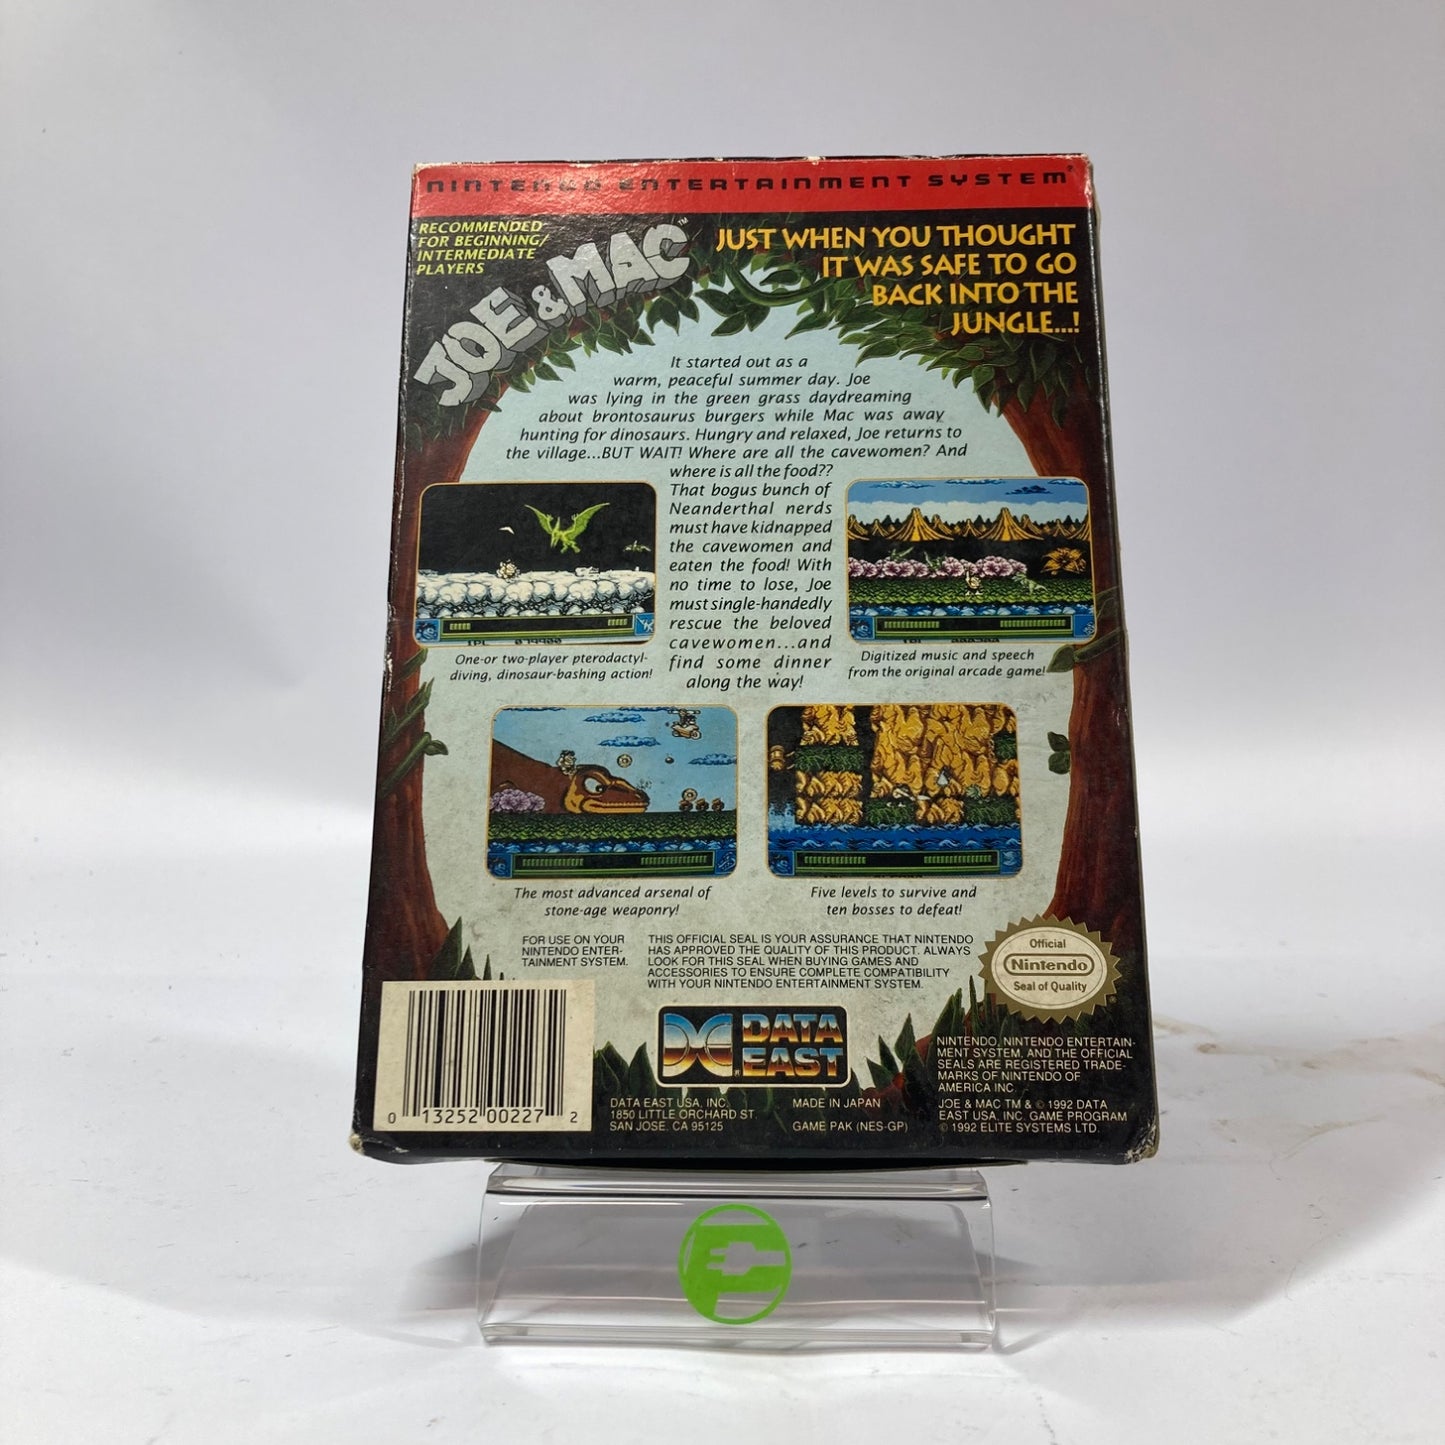 NINTENDO ENTERTAINMENT SYSTEM
RECOMMENDED
FOR BEGINNING/
INTERMEDIATE
PLAYERS
JOE & MAC™
JUST WHEN YOU THOUGHT
IT WAS SAFE TO GO
BACK INTO THE
JUNGLE...!
It started out as a
warm, peaceful summer day. Joe
was lying in the green grass daydreaming
about brontosaurus burgers while Mac was away
hunting for dinosaurs. Hungry and relaxed, Joe returns to
the village...BUT WAIT! Where are all the cavewomen? And
where is all the food??
That bogus bunch of
Neanderthal nerds
must have kidnapped
the cavewomen and
eaten the food! With
no time to lose, Joe
must single-handedly
rescue the beloved
cavewomen...and
find some dinner
along the way!
One-or two-player pterodactyl-
diving, dinosaur-bashing action!
Digitized music and speech
from the original arcade game!
The most advanced arsenal of
stone-age weaponry!
Five levels to survive and
ten bosses to defeat!
FOR USE ON YOUR
NINTENDO ENTER-
TAINMENT SYSTEM.
THIS OFFICIAL SEAL IS YOUR ASSURANCE THAT NINTENDO
HAS APPROVED THE QUALITY OF THIS PRODUCT. ALWAYS
LOOK FOR THIS SEAL WHEN BUYING GAMES AND
ACCESSORIES TO ENSURE COMPLETE COMPATIBILITY
WITH YOUR NINTENDO ENTERTAINMENT SYSTEM.
Official
Nintendo
Seal of Quality
®
DATA
EAST
®
NINTENDO, NINTENDO ENTERTAIN-
MENT SYSTEM, AND THE OFFICIAL
SEALS ARE REGISTERED TRADE-
MARKS OF NINTENDO OF
AMERICA INC.
JOE & MAC TM & © 1992 DATA
EAST USA, INC. GAME PROGRAM
© 1992 ELITE SYSTEMS LTD.
0 13252 00227 2
DATA EAST USA, INC.
1850 LITTLE ORCHARD ST.
SAN JOSE, CA 95125
MADE IN JAPAN
GAME PAK (NES-GP)